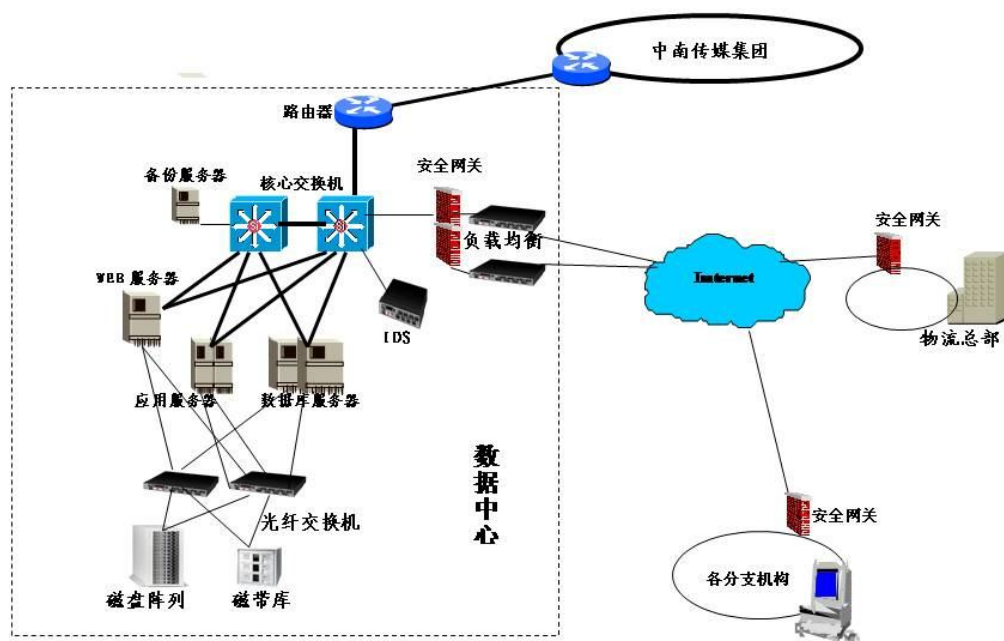 中南传媒集团
路由器
安全网关
备份服务器
核心交换机
安全网关
负载均衡
WEB 服务器
Internet
IDS
物流总部
应用服务器
数据库服务器
数据中心
安全网关
光纤交换机
各分支机构
磁盘阵列
磁带库